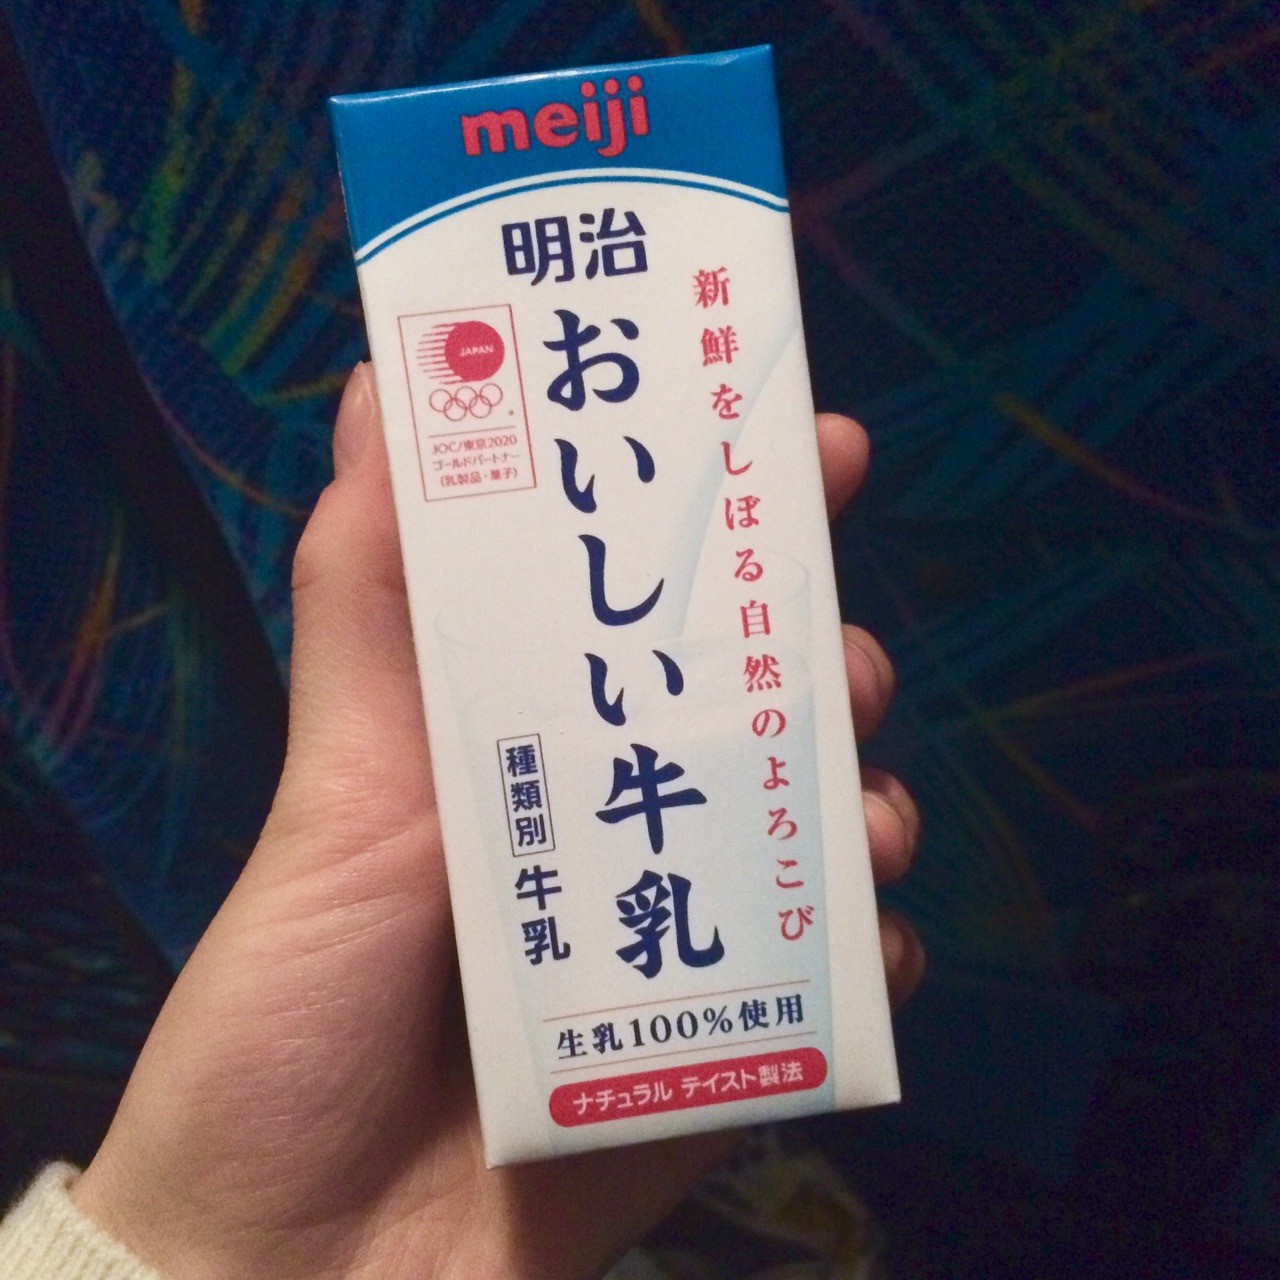 meiji
明治
おいしい牛乳
新鮮をしぼる自然のよろこび
JAPAN
JOC/東京2020
ゴールドパートナー
(乳製品・菓子)
種類別
牛乳
生乳100%使用
ナチュラル テイスト製法